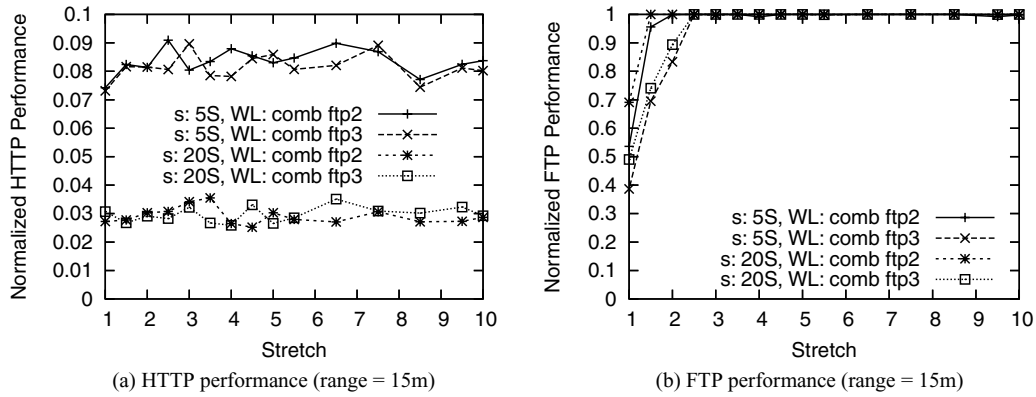 Normalized HTTP Performance
0.1
0.09
0.08
0.07
0.06
0.05
0.04
0.03
0.02
0.01
0
s: 5S, WL: comb ftp2
s: 5S, WL: comb ftp3
s: 20S, WL: comb ftp2
s: 20S, WL: comb ftp3
1 2 3 4 5 6 7 8 9 10
Stretch
(a) HTTP performance (range = 15m)
Normalized FTP Performance
1
0.9
0.8
0.7
0.6
0.5
0.4
0.3
0.2
0.1
0
s: 5S, WL: comb ftp2
s: 5S, WL: comb ftp3
s: 20S, WL: comb ftp2
s: 20S, WL: comb ftp3
1 2 3 4 5 6 7 8 9 10
Stretch
(b) FTP performance (range = 15m)